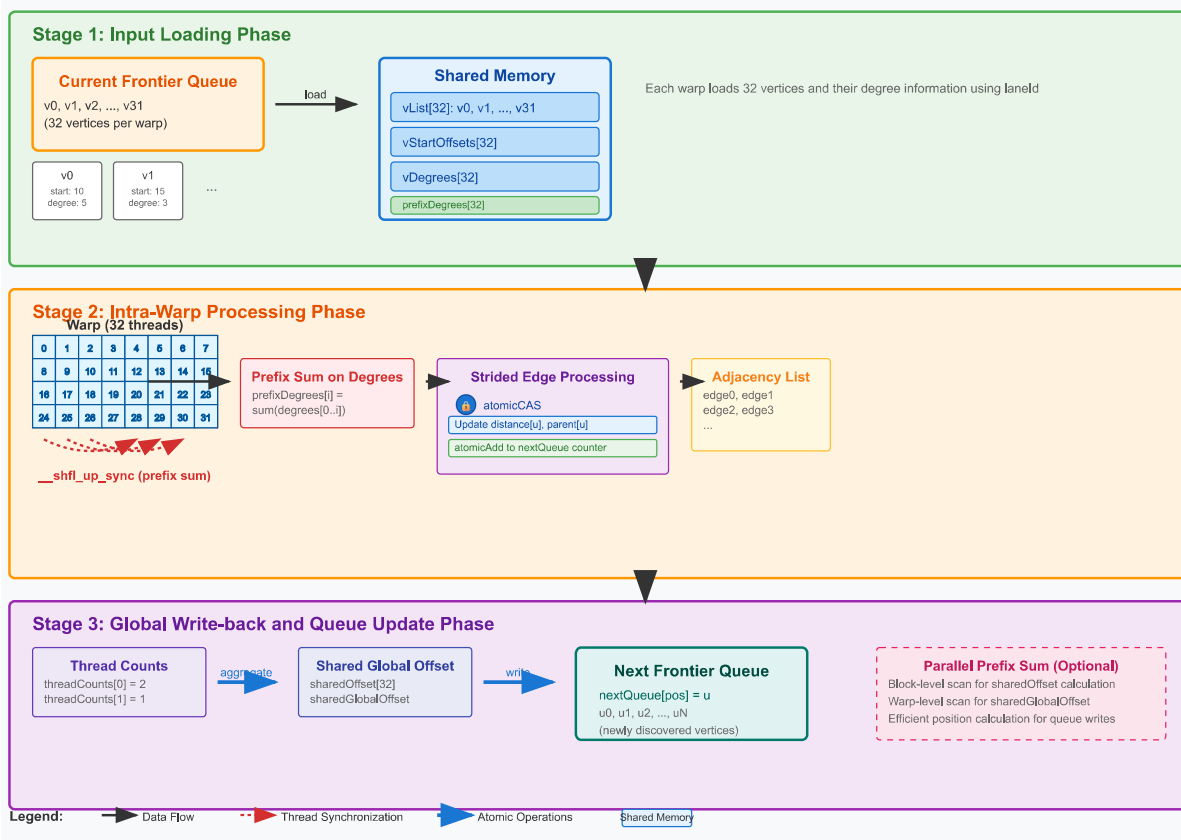 Stage 1: Input Loading Phase
Current Frontier Queue
v0, v1, v2, ..., v31
(32 vertices per warp)
load
Shared Memory
vList[32]: v0, v1, ..., v31
vStartOffsets[32]
vDegrees[32]
prefixDegrees[32]
Each warp loads 32 vertices and their degree information using laneId
v0
start: 10
degree: 5
v1
start: 15
degree: 3
...
Stage 2: Intra-Warp Processing Phase
Warp (32 threads)
0 1 2 3 4 5 6 7
8 9 10 11 12 13 14 15
16 17 18 19 20 21 22 23
24 25 26 27 28 29 30 31
__shfl_up_sync (prefix sum)
Prefix Sum on Degrees
prefixDegrees[i] =
sum(degrees[0..i])
Strided Edge Processing
atomicCAS
Update distance[u], parent[u]
atomicAdd to nextQueue counter
Adjacency List
edge0, edge1
edge2, edge3
...
Stage 3: Global Write-back and Queue Update Phase
Thread Counts
threadCounts[0] = 2
threadCounts[1] = 1
aggregate
Shared Global Offset
sharedOffset[32]
sharedGlobalOffset
write
Next Frontier Queue
nextQueue[pos] = u
u0, u1, u2, ..., uN
(newly discovered vertices)
Parallel Prefix Sum (Optional)
Block-level scan for sharedOffset calculation
Warp-level scan for sharedGlobalOffset
Efficient position calculation for queue writes
Legend:
Data Flow
Thread Synchronization
Atomic Operations
Shared Memory